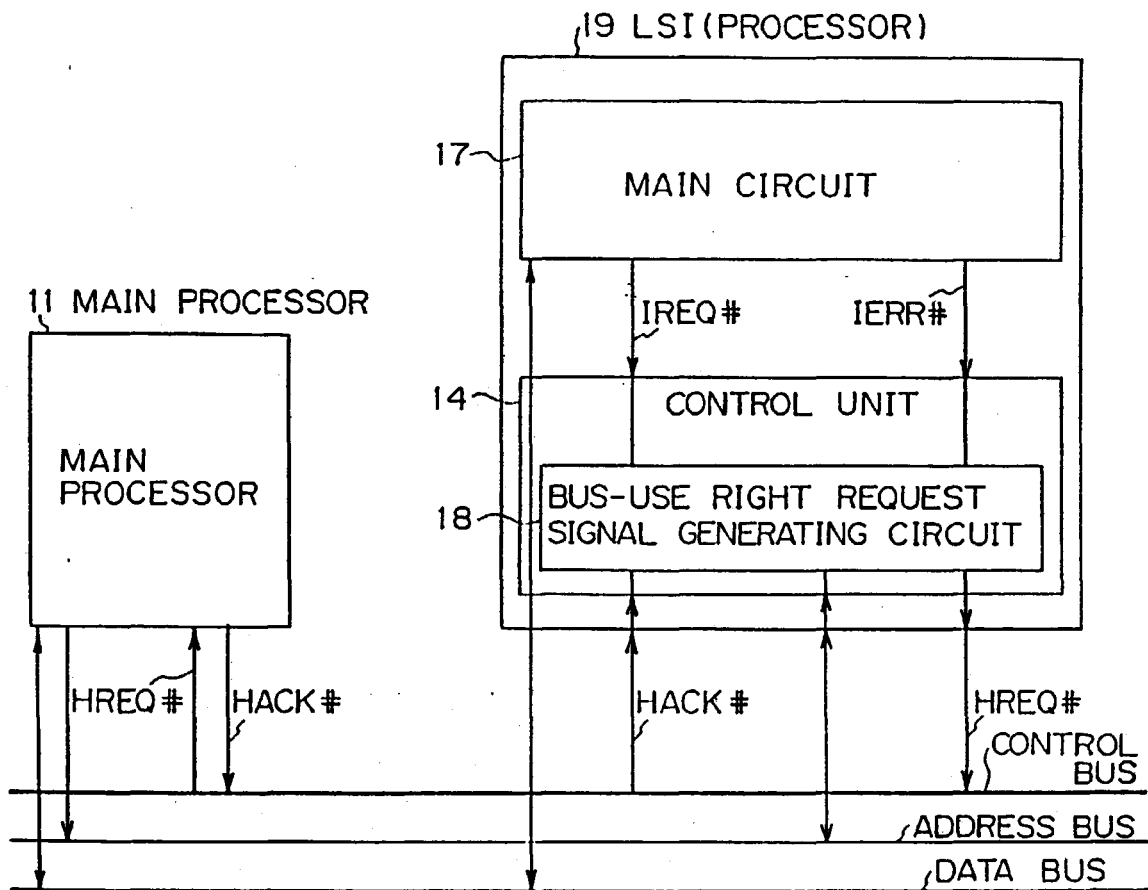 19 LSI (PROCESSOR)
17
MAIN CIRCUIT
11 MAIN PROCESSOR
IREQ#
IERR#
14
CONTROL UNIT
MAIN
PROCESSOR
BUS-USE RIGHT REQUEST
18
SIGNAL GENERATING CIRCUIT
HREQ#
HACK#
HACK#
HREQ#
CONTROL
BUS
ADDRESS BUS
DATA BUS